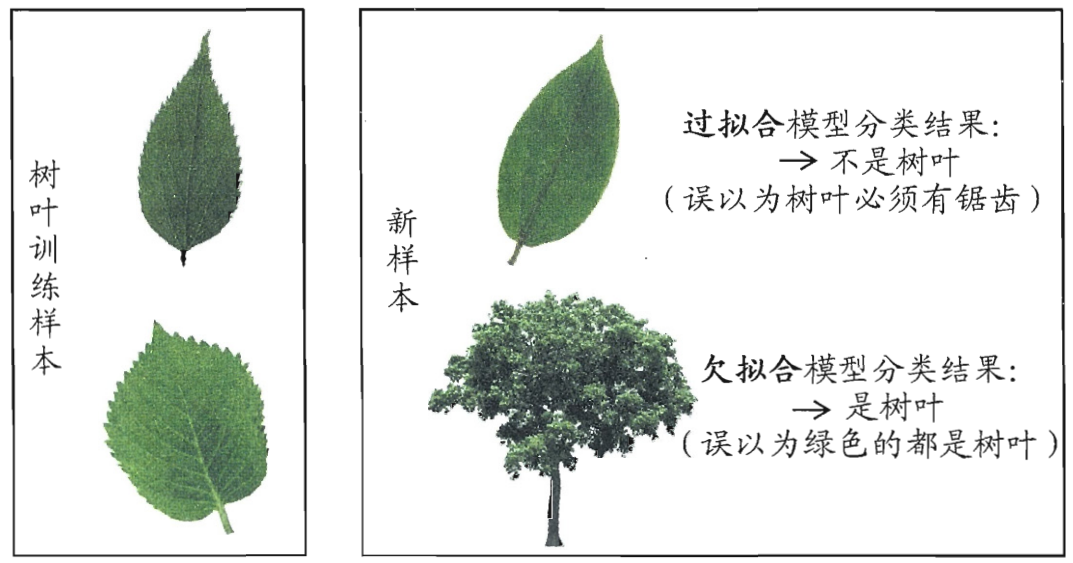 树叶训练样本
新样本
过拟合模型分类结果：
→ 不是树叶
（误以为树叶必须有锯齿）
欠拟合模型分类结果：
→ 是树叶
（误以为绿色的都是树叶）